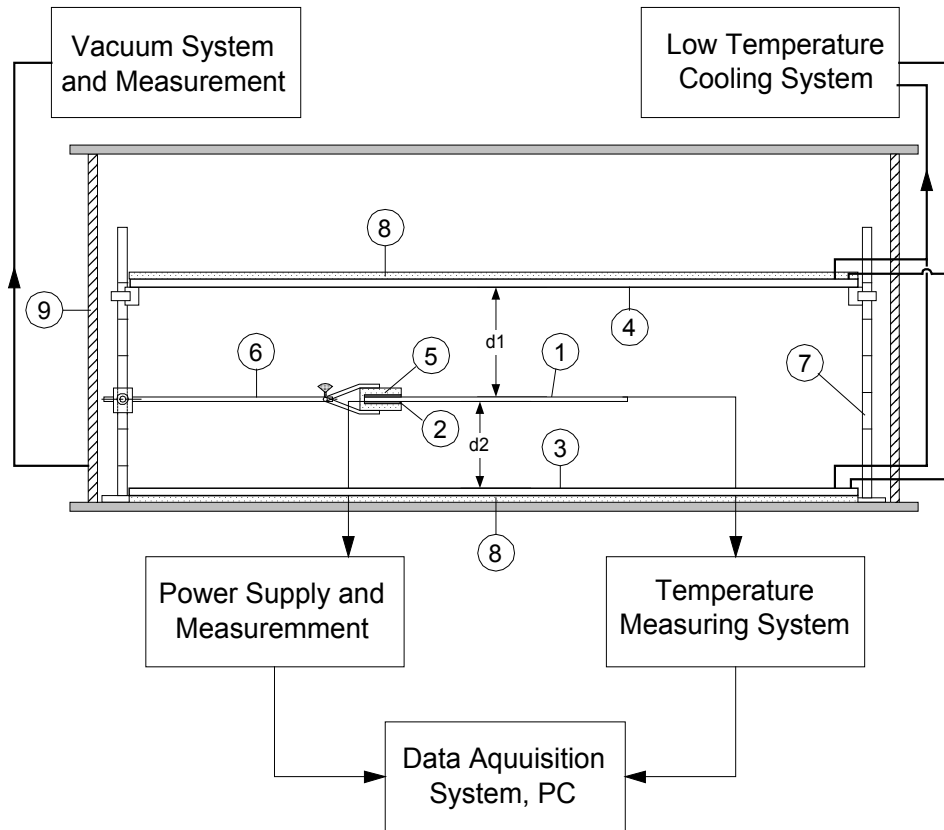 Vacuum System
and Measurement
Low Temperature
Cooling System
8
9
4
d1
6
5
1
7
2
d2
3
8
Power Supply and
Measuremment
Temperature
Measuring System
Data Aquuisition
System, PC